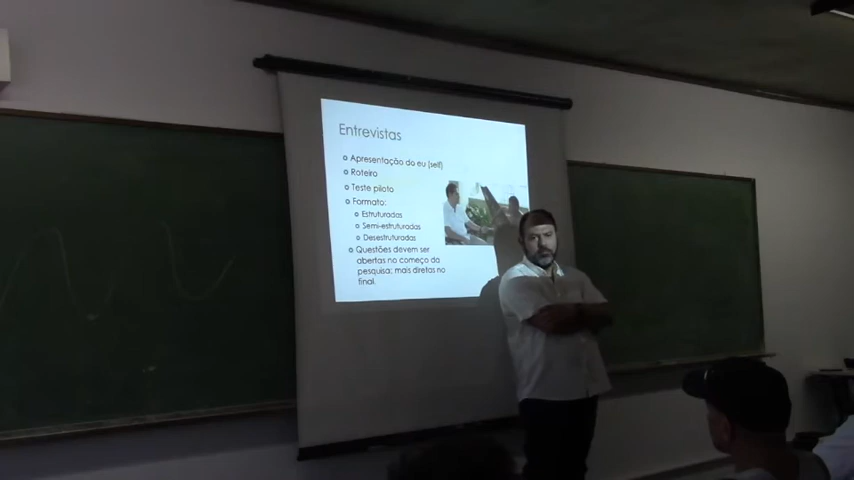 Entrevistas
Apresentação do eu (self)
Roteiro
Teste piloto
Formato:
Estruturadas
Semi-estruturadas
Desestruturadas
Questões devem ser
abertas no começo da
pesquisa; mais diretas no
final.